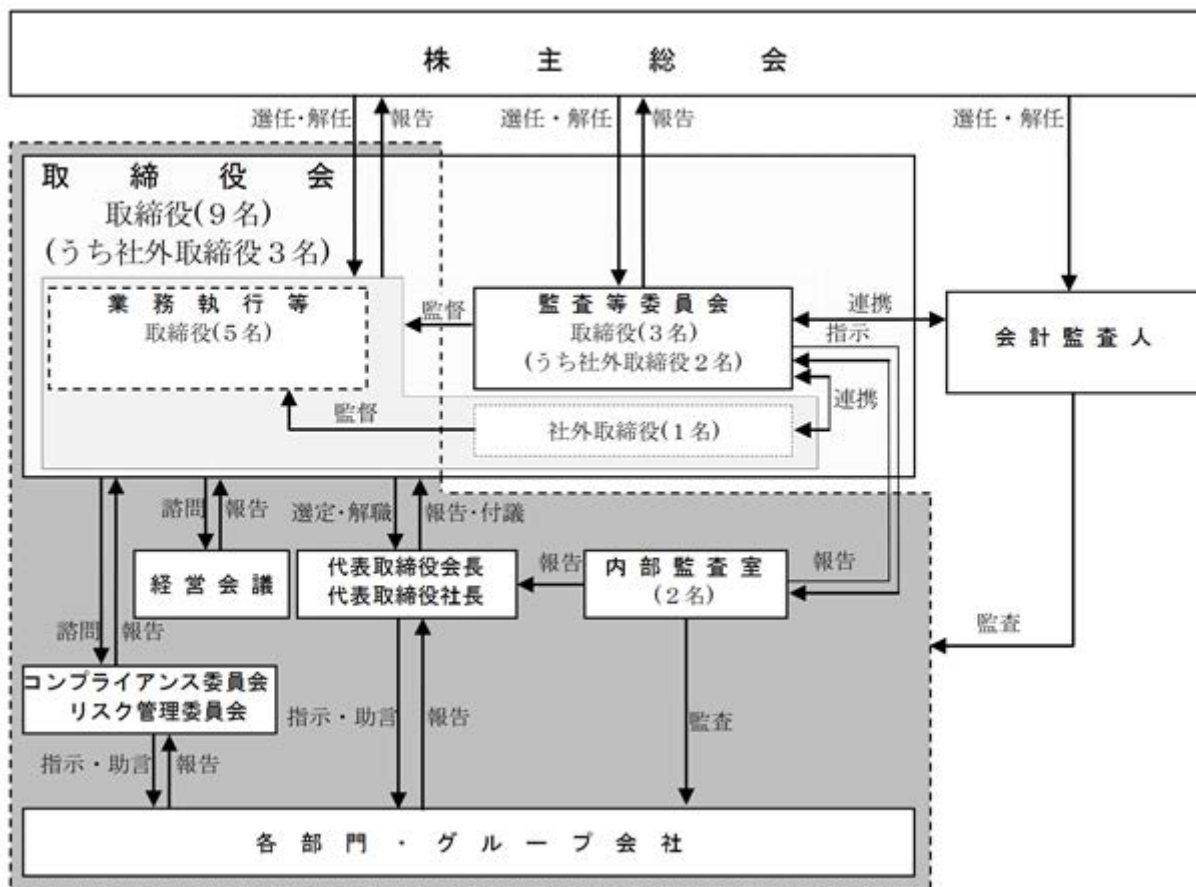 株主総会
選任・解任
報告
選任・解任
報告
選任・解任
取締役会
取締役(9名)
(うち社外取締役3名)
業務執行等
取締役(5名)
監督
監査等委員会
取締役(3名)
(うち社外取締役2名)
連携
指示
会計監査人
監督
社外取締役(1名)
連携
諮問
報告
選定・解職
報告・付議
経営会議
代表取締役会長
代表取締役社長
報告
内部監査室
(2名)
報告
諮問
報告
監査
コンプライアンス委員会
リスク管理委員会
指示・助言
報告
監査
指示・助言
報告
各部門・グループ会社